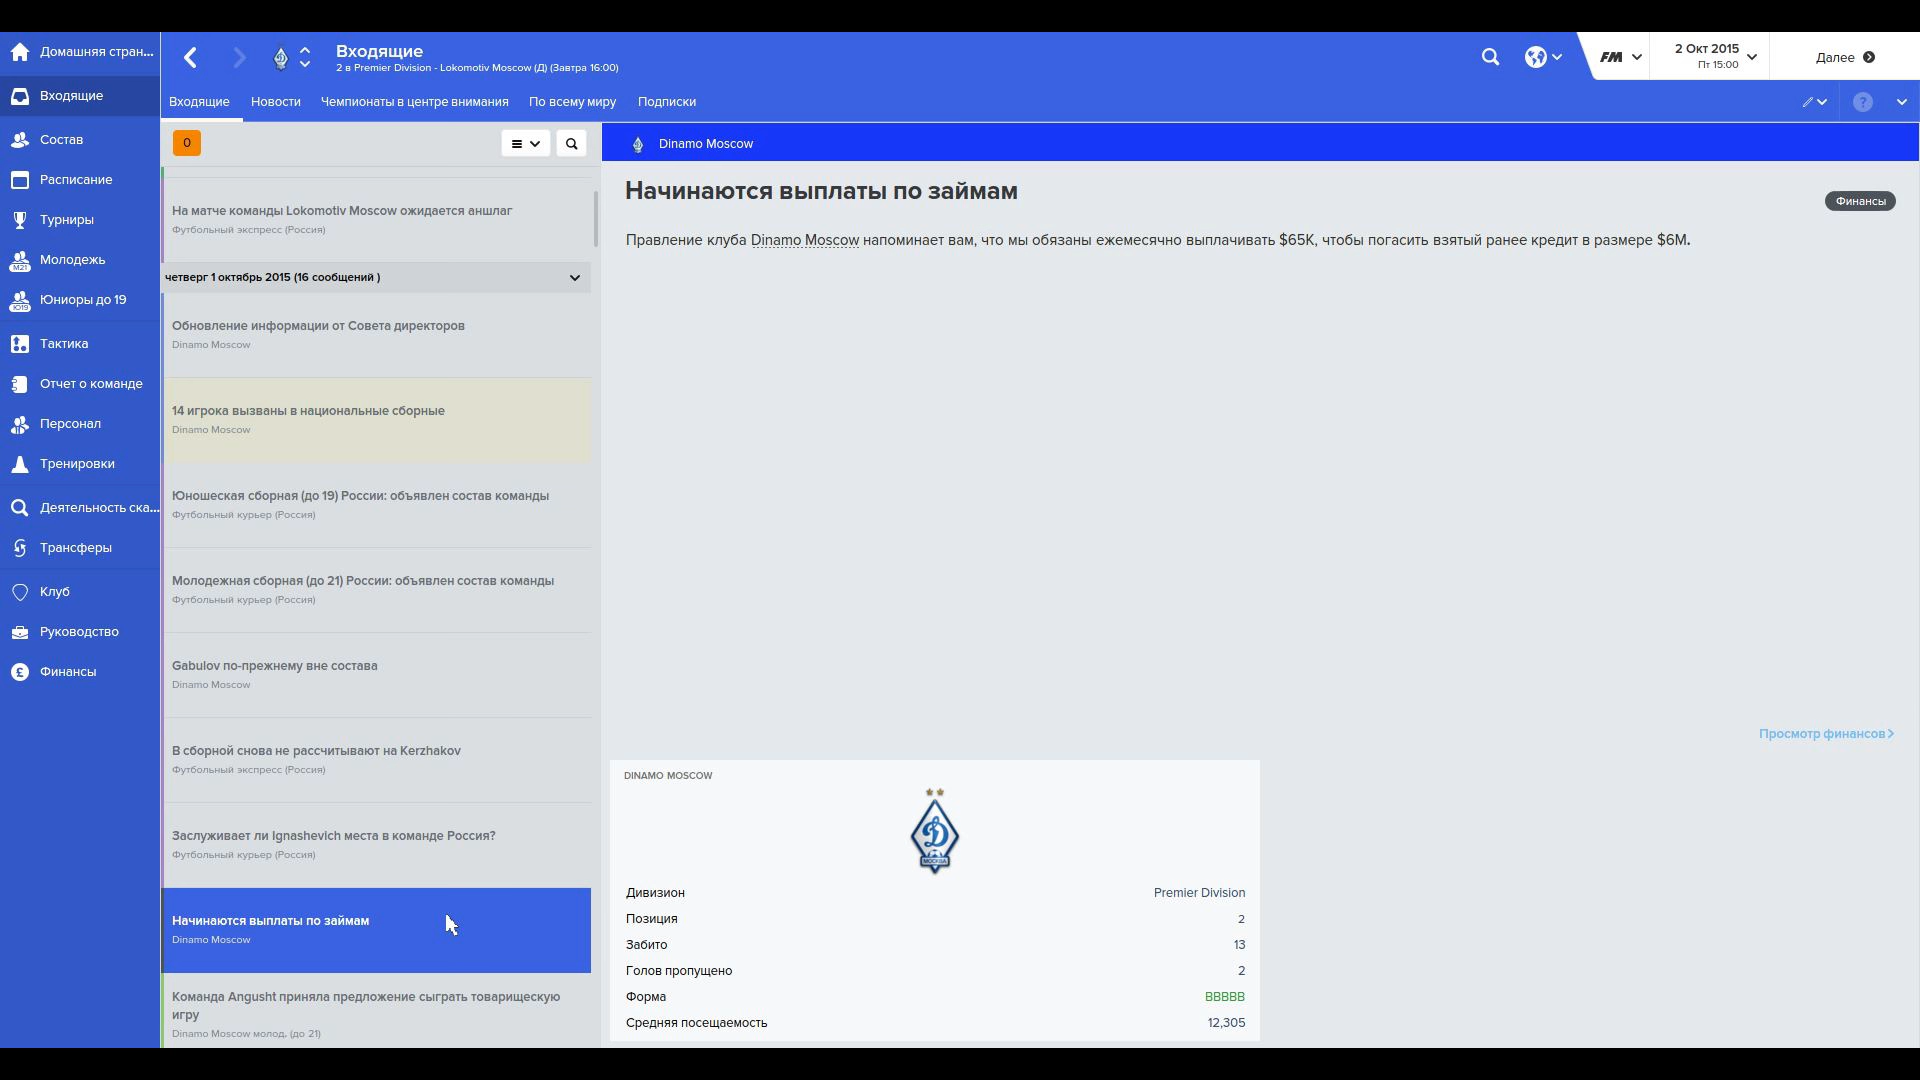 Домашняя стран...
Входящие
Состав
Расписание
Турниры
М21
Молодежь
Ю19
Юниоры до 19
Тактика
Отчет о команде
Персонал
Тренировки
Деятельность ска...
Трансферы
Клуб
Руководство
Финансы
Входящие
2 в Premier Division - Lokomotiv Moscow (Д) (Завтра 16:00)
FM
2 Окт 2015
Пт 15:00
Далее
Входящие Новости Чемпионаты в центре внимания По всему миру Подписки
?
0
На матче команды Lokomotiv Moscow ожидается аншлаг
Футбольный экспресс (Россия)
четверг 1 октябрь 2015 (16 сообщений )
Обновление информации от Совета директоров
Dinamo Moscow
14 игрока вызваны в национальные сборные
Dinamo Moscow
Юношеская сборная (до 19) России: объявлен состав команды
Футбольный курьер (Россия)
Молодежная сборная (до 21) России: объявлен состав команды
Футбольный курьер (Россия)
Gabulov по-прежнему вне состава
Dinamo Moscow
В сборной снова не рассчитывают на Kerzhakov
Футбольный экспресс (Россия)
Заслуживает ли Ignashevich места в команде Россия?
Футбольный курьер (Россия)
Начинаются выплаты по займам
Dinamo Moscow
Команда Angusht приняла предложение сыграть товарищескую
игру
Dinamo Moscow молод. (до 21)
Dinamo Moscow
Начинаются выплаты по займам
Финансы
Правление клуба Dinamo Moscow напоминает вам, что мы обязаны ежемесячно выплачивать $65K, чтобы погасить взятый ранее кредит в размере $6M.
Просмотр финансов
DINAMO MOSCOW
Д
МОСКВА
Дивизион Premier Division
Позиция 2
Забито 13
Голов пропущено 2
Форма ВВВВВ
Средняя посещаемость 12,305